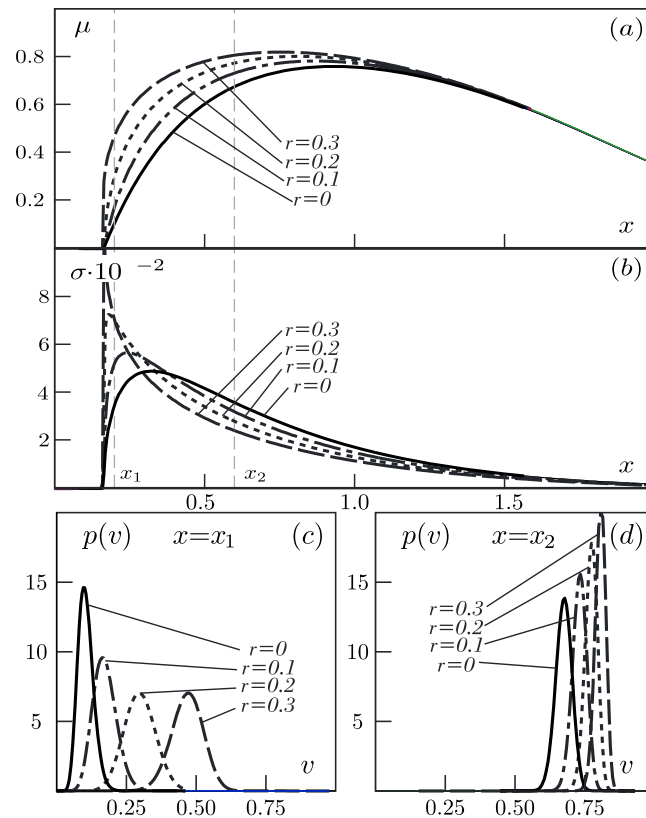 μ (a)
0.8
0.6
0.4
0.2
r=0.3
r=0.2
r=0.1
r=0
x
σ·10 −2 (b)
8
6
4
2
r=0.3
r=0.2
r=0.1
r=0
x
x1 x2
0.5 1.0 1.5
p(v) x=x1 (c)
15
10
5
r=0
r=0.1
r=0.2
r=0.3
v
0.25 0.50 0.75
p(v) x=x2 (d)
15
10
5
r=0.3
r=0.2
r=0.1
r=0
v
0.25 0.50 0.75